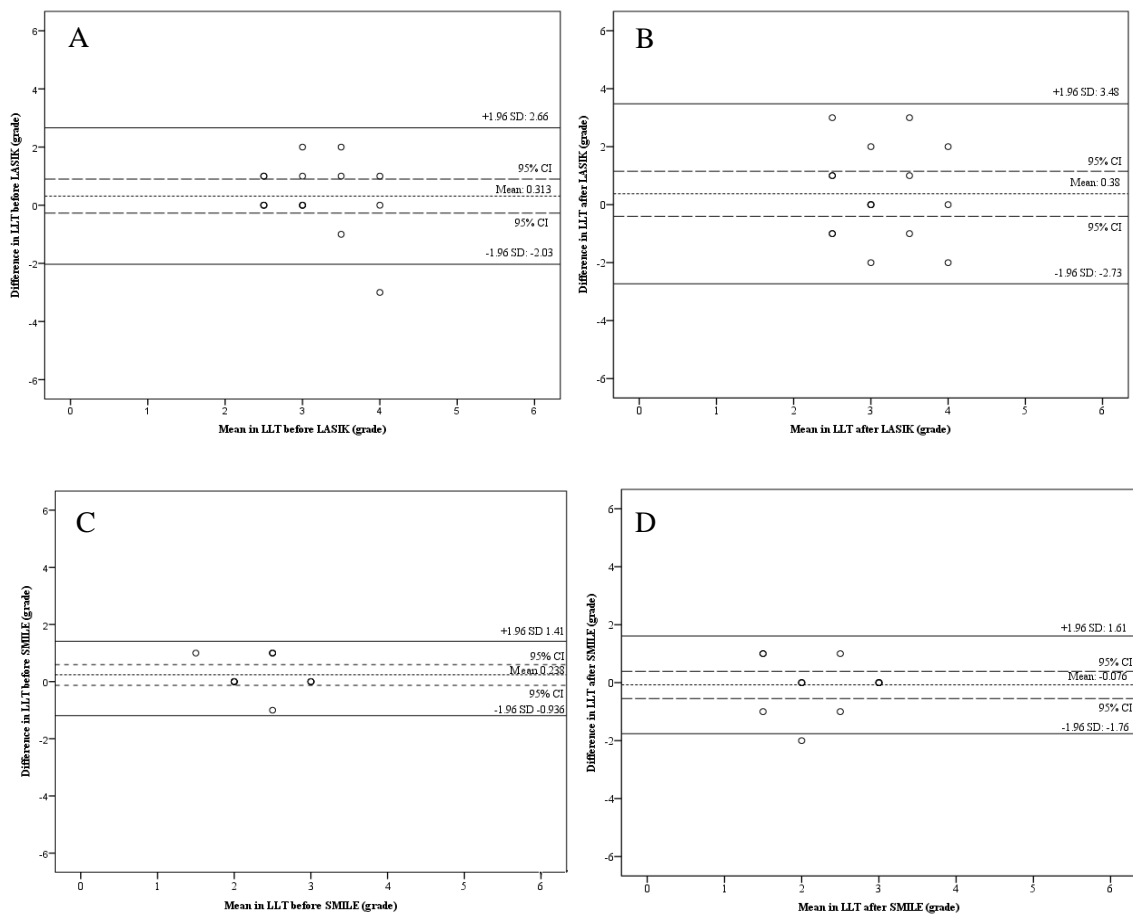 A
Difference in LLT before LASIK (grade)
6
4
2
0
-2
-4
-6
+1.96 SD: 2.66
95% CI
Mean: 0.313
95% CI
-1.96 SD: -2.03
0 1 2 3 4 5 6
Mean in LLT before LASIK (grade)
B
Difference in LLT after LASIK (grade)
6
4
2
0
-2
-4
-6
+1.96 SD: 3.48
95% CI
Mean: 0.38
95% CI
-1.96 SD: -2.73
0 1 2 3 4 5 6
Mean in LLT after LASIK (grade)
C
Difference in LLT before SMILE (grade)
6
4
2
0
-2
-4
-6
+1.96 SD 1.41
95% CI
Mean 0.238
95% CI
-1.96 SD -0.936
0 1 2 3 4 5 6
Mean in LLT before SMILE (grade)
D
Difference in LLT after SMILE (grade)
6
4
2
0
-2
-4
-6
+1.96 SD: 1.61
95% CI
Mean: -0.076
95% CI
-1.96 SD: -1.76
0 1 2 3 4 5 6
Mean in LLT after SMILE (grade)